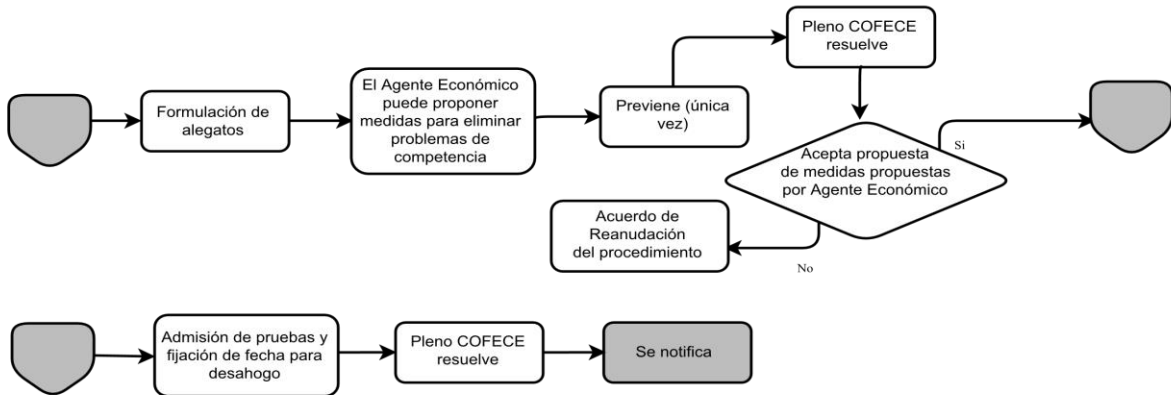 Formulación de
alegatos
El Agente Económico
puede proponer
medidas para eliminar
problemas de
competencia
Previene (única
vez)
Pleno COFECE
resuelve
Acepta propuesta
de medidas propuestas
por Agente Económico
Si
No
Acuerdo de
Reanudación
del procedimiento
Admisión de pruebas y
fijación de fecha para
desahogo
Pleno COFECE
resuelve
Se notifica